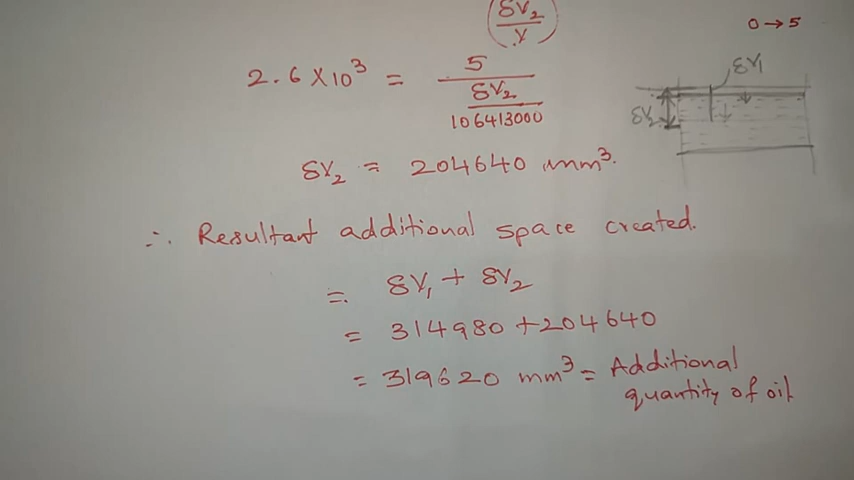 (δV₂/V)
0 → 5
2.6 × 10³ = 5 / (δV₂ / 106413000)
δV₁
δV₂
δV₂ = 204640 mm³.
∴ Resultant additional space created.
= δV₁ + δV₂
= 314980 + 204640
= 319620 mm³ = Additional
quantity of oil